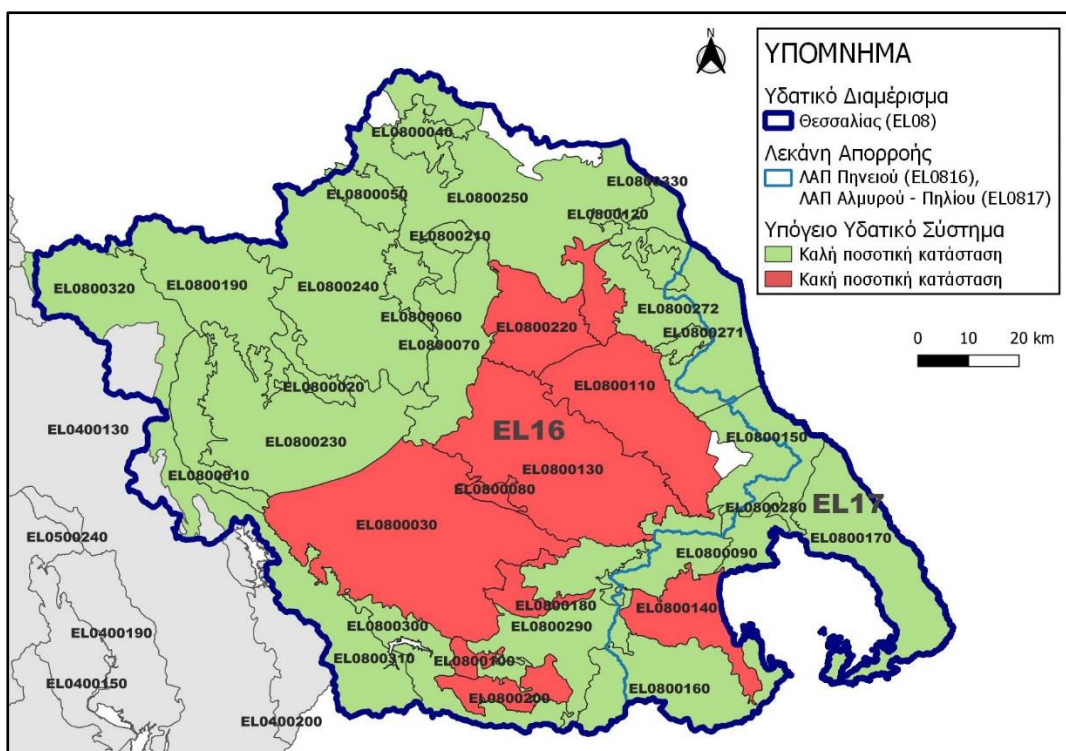 N
ΥΠΟΜΝΗΜΑ
Υδατικό Διαμέρισμα
Θεσσαλίας (EL08)
Λεκάνη Απορροής
ΛΑΠ Πηνειού (EL0816),
ΛΑΠ Αλμυρού - Πηλίου (EL0817)
Υπόγειο Υδατικό Σύστημα
Καλή ποσοτική κατάσταση
Κακή ποσοτική κατάσταση
0 10 20 km
EL0800040
EL0800330
EL0800050
EL0800250
EL0800120
EL0800210
EL0800320
EL0800190
EL0800240
EL0800272
EL0800060
EL0800220
EL0800271
EL0800070
EL0800020
EL0800110
EL0400130
EL16
EL0800230
EL0800150
EL0800010
EL0800130
EL0800080
EL0800280
EL17
EL0800030
EL0500240
EL0800170
EL0800090
EL0800180
EL0800140
EL0800300
EL0800290
EL0400190
EL0800310
EL0800100
EL0400150
EL0800200
EL0800160
EL0400200